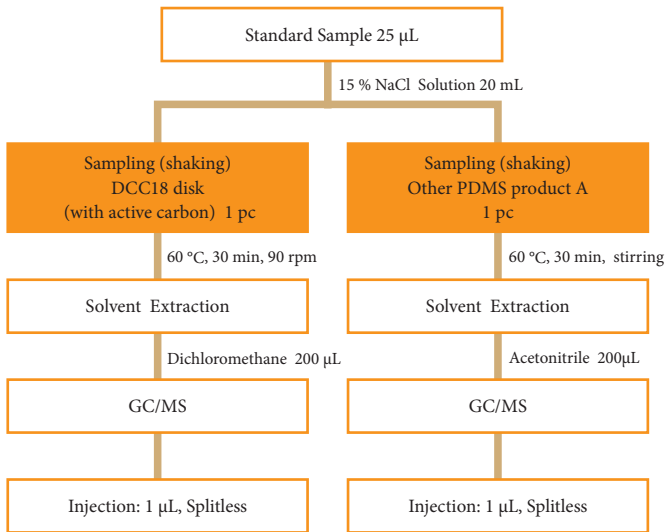 Standard Sample 25 µL
15 % NaCl Solution 20 mL
Sampling (shaking)
DCC18 disk
(with active carbon) 1 pc
60 °C, 30 min, 90 rpm
Solvent Extraction
Dichloromethane 200 µL
GC/MS
Injection: 1 µL, Splitless
Sampling (shaking)
Other PDMS product A
1 pc
60 °C, 30 min, stirring
Solvent Extraction
Acetonitrile 200µL
GC/MS
Injection: 1 µL, Splitless